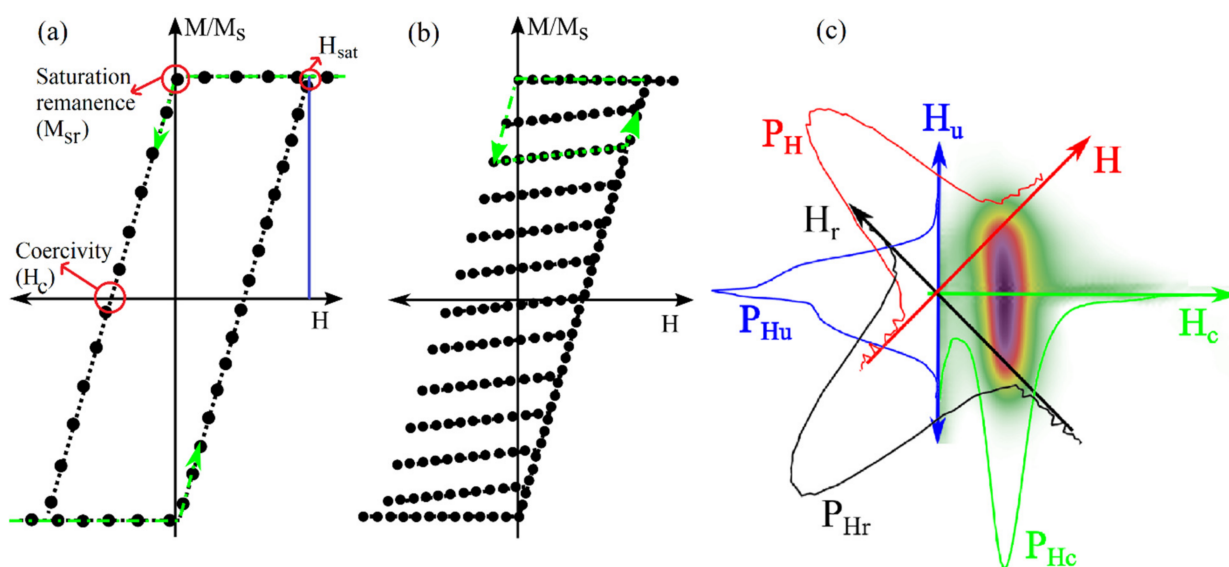 (a)
M/Ms
Hsat
Saturation
remanence
(Msr)
Coercivity
(Hc)
H
(b)
M/Ms
H
(c)
PH
Hu
H
Hr
PHu
Hc
PHr
PHc